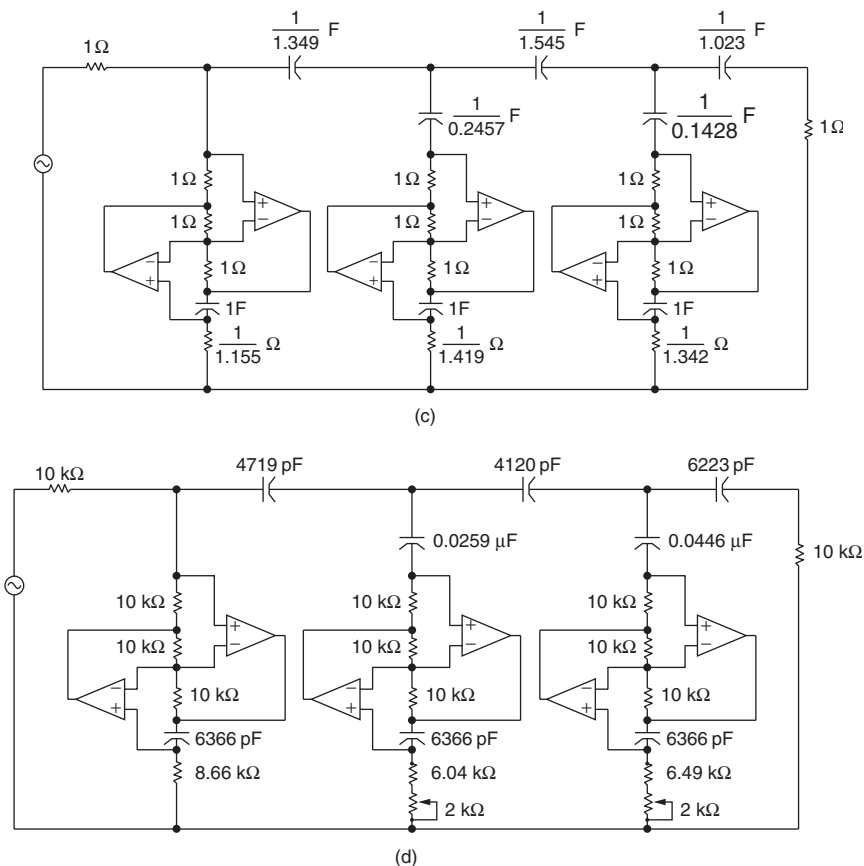 1/1.349 F
1/1.545 F
1/1.023 F
1Ω
1/0.2457 F
1/0.1428 F
1Ω
1Ω
1Ω
1Ω
+
+
+
1Ω
1Ω
1Ω
−
−
−
−
−
−
+
1Ω
+
1Ω
+
1Ω
1F
1F
1F
1/1.155 Ω
1/1.419 Ω
1/1.342 Ω
(c)
4719 pF
4120 pF
6223 pF
10 kΩ
0.0259 μF
0.0446 μF
10 kΩ
10 kΩ
10 kΩ
10 kΩ
+
+
+
10 kΩ
10 kΩ
10 kΩ
−
−
−
−
−
−
+
10 kΩ
+
10 kΩ
+
10 kΩ
6366 pF
6366 pF
6366 pF
8.66 kΩ
6.04 kΩ
6.49 kΩ
2 kΩ
2 kΩ
(d)